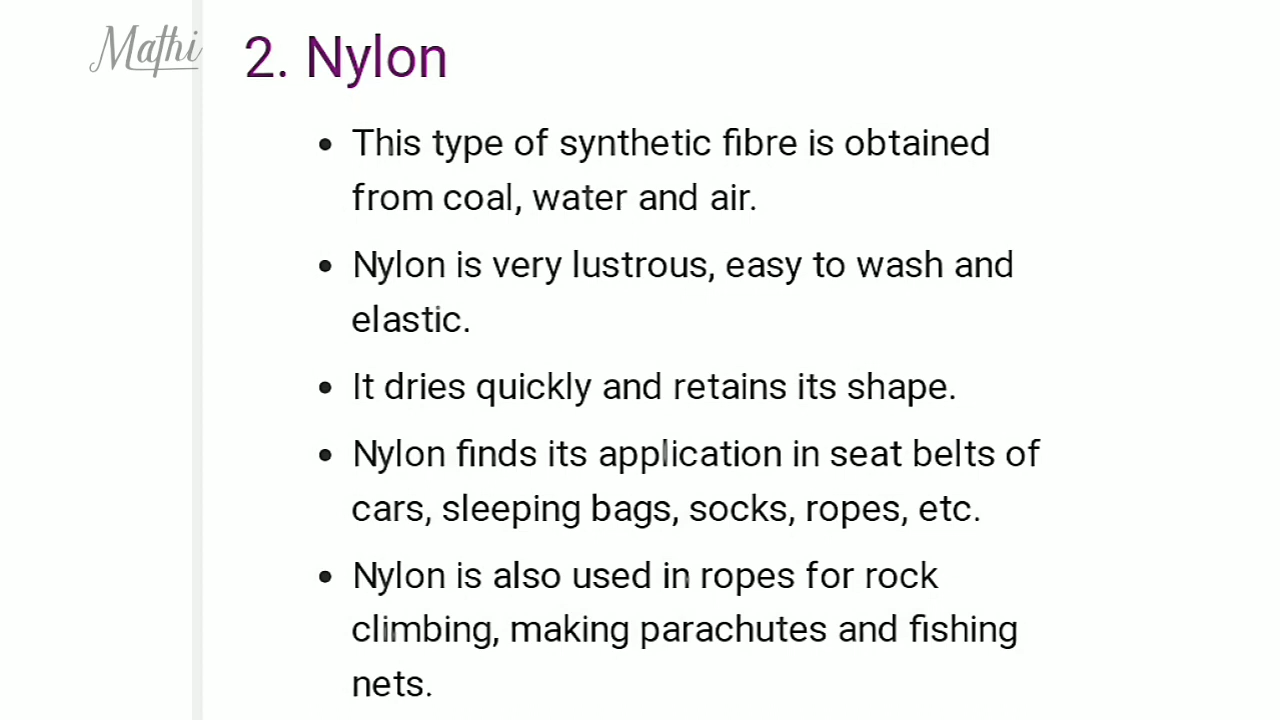 Mathi
2. Nylon
• This type of synthetic fibre is obtained
from coal, water and air.
• Nylon is very lustrous, easy to wash and
elastic.
• It dries quickly and retains its shape.
• Nylon finds its application in seat belts of
cars, sleeping bags, socks, ropes, etc.
• Nylon is also used in ropes for rock
climbing, making parachutes and fishing
nets.